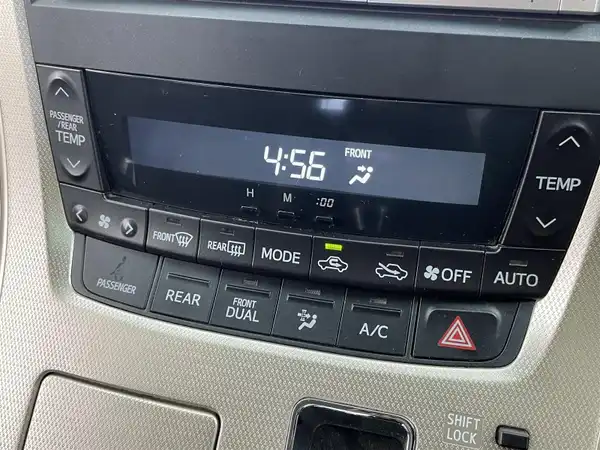 PASSENGER
/REAR
TEMP
4:56
FRONT
H M :00
TEMP
FRONT
REAR
MODE
OFF
AUTO
PASSENGER
REAR
FRONT
DUAL
A/C
SHIFT
LOCK